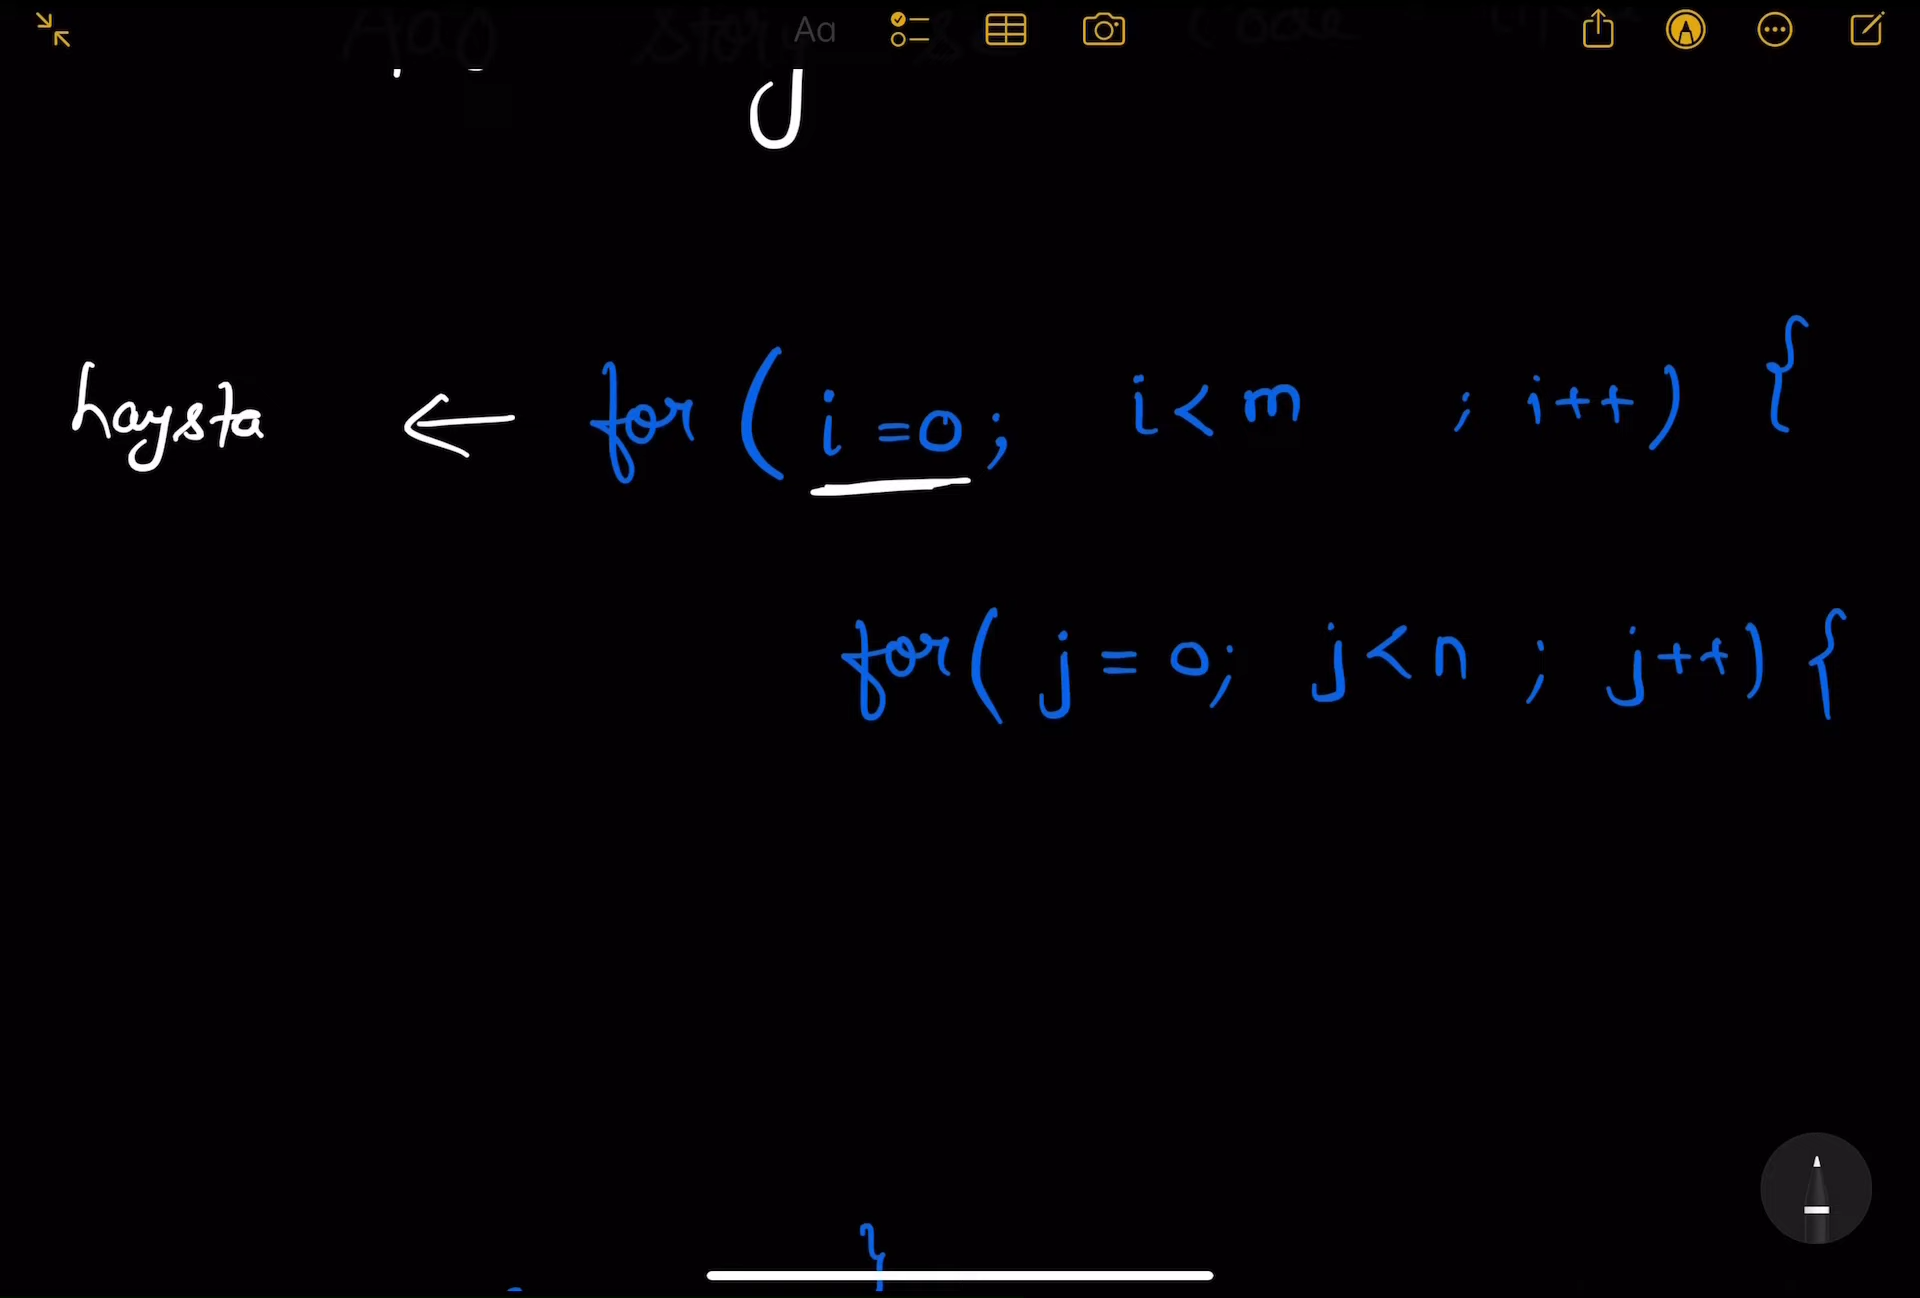 Aa
haysta ← for ( i = 0 ; i < m ; i++ ) {
for ( j = 0 ; j < n ; j++ ) {
}